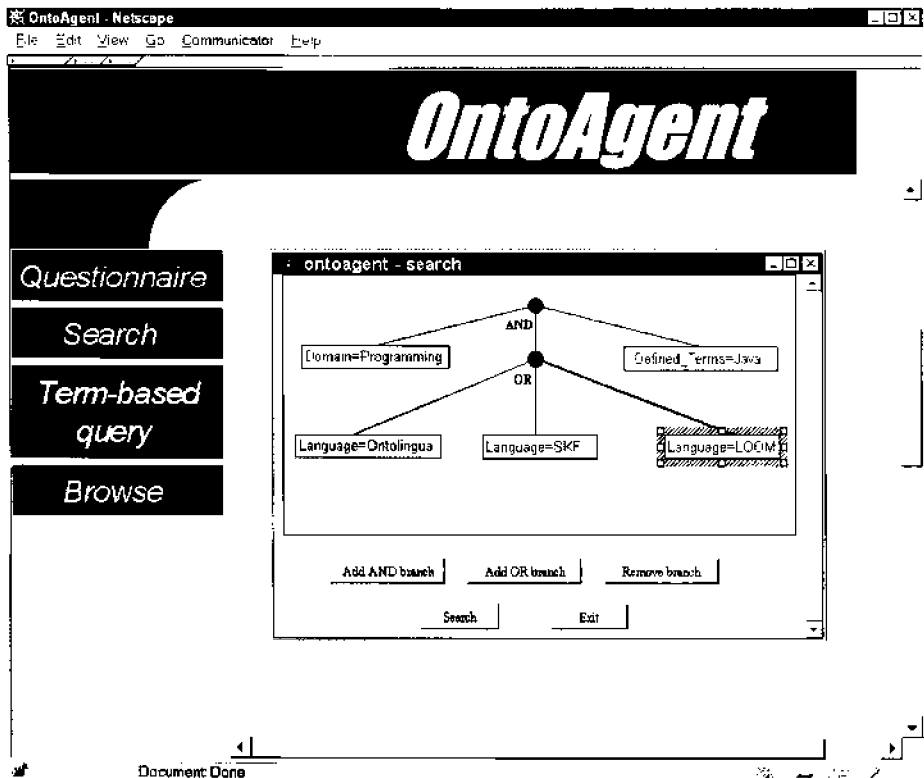 OntoAgent - Netscape
File Edit View Go Communicator Help
OntoAgent
Questionnaire
Search
Term-based
query
Browse
ontoagent - search
AND
Domain=Programming
Defined_Terms=Java
OR
Language=Ontolingua
Language=SKF
Language=LOOM
Add AND branch
Add OR branch
Remove branch
Search
Exit
Document Done